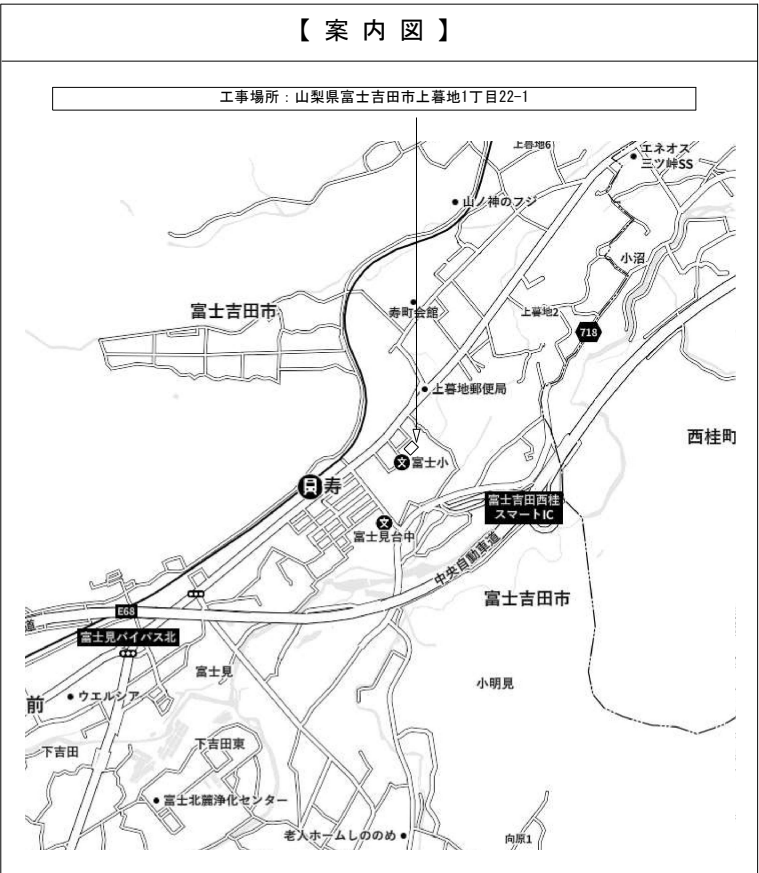 【 案 内 図 】
工事場所：山梨県富士吉田市上暮地1丁目22-1
上暮地6
エネオス
三ツ峠SS
山ノ神のフジ
小沼
富士吉田市
寿町会館
上暮地2
718
上暮地郵便局
西桂町
富士小
寿
富士吉田西桂
スマートIC
富士見台中
中央自動車道
富士吉田市
E68
道
富士見バイパス北
富士見
小明見
ウエルシア
前
下吉田
下吉田東
富士北麓浄化センター
老人ホームしののめ
向原1